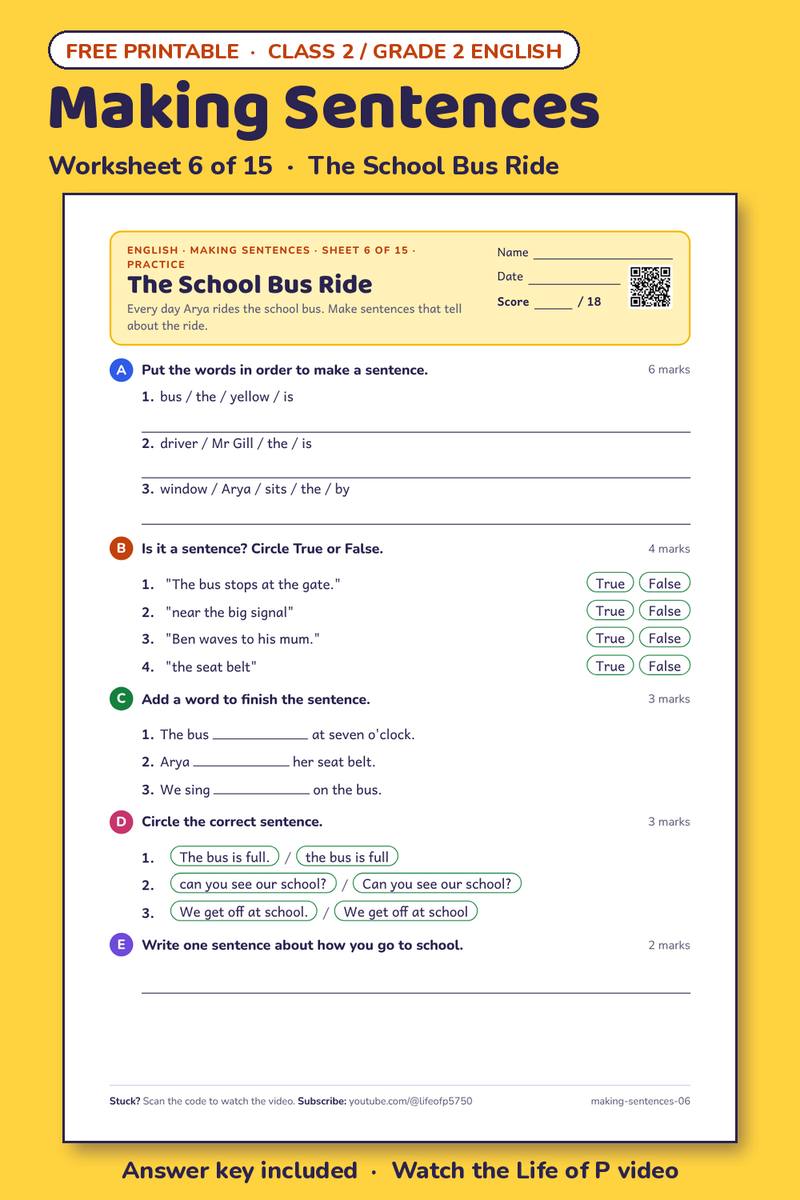 FREE PRINTABLE · CLASS 2 / GRADE 2 ENGLISH
Making Sentences
Worksheet 6 of 15 · The School Bus Ride
ENGLISH · MAKING SENTENCES · SHEET 6 OF 15 ·
PRACTICE
The School Bus Ride
Every day Arya rides the school bus. Make sentences that tell
about the ride.
Name
Date
Score / 18
A Put the words in order to make a sentence. 6 marks
1. bus / the / yellow / is
2. driver / Mr Gill / the / is
3. window / Arya / sits / the / by
B Is it a sentence? Circle True or False. 4 marks
1. "The bus stops at the gate." True False
2. "near the big signal" True False
3. "Ben waves to his mum." True False
4. "the seat belt" True False
C Add a word to finish the sentence. 3 marks
1. The bus ____ at seven o'clock.
2. Arya ____ her seat belt.
3. We sing ____ on the bus.
D Circle the correct sentence. 3 marks
1. The bus is full. / the bus is full
2. can you see our school? / Can you see our school?
3. We get off at school. / We get off at school
E Write one sentence about how you go to school. 2 marks
Stuck? Scan the code to watch the video. Subscribe: youtube.com/@lifeofp5750 making-sentences-06
Answer key included · Watch the Life of P video